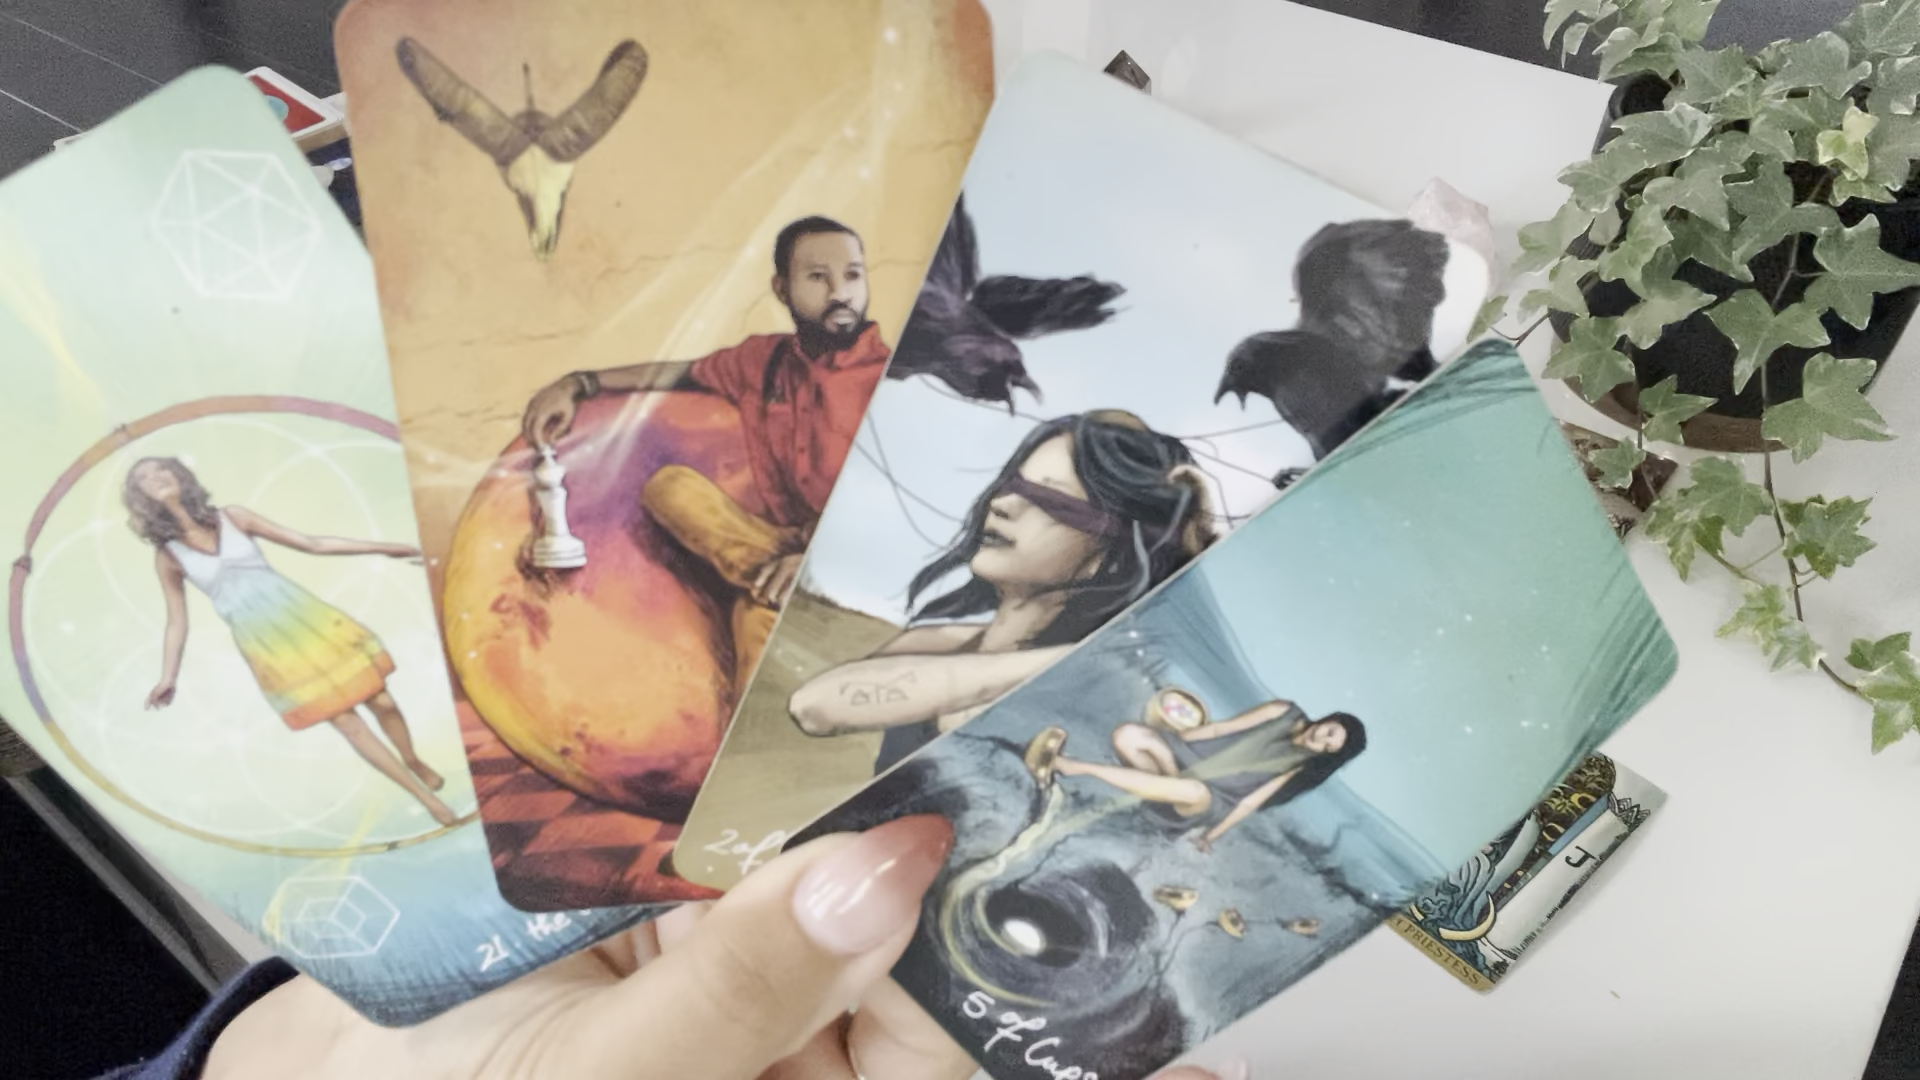 21. the
2 of
5 of Cups
J
PRIESTESS